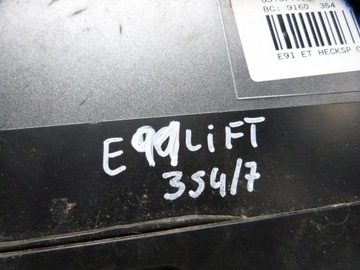 BC: 9160 354
E91 ET HECKSP
E91 LiFT
354/7